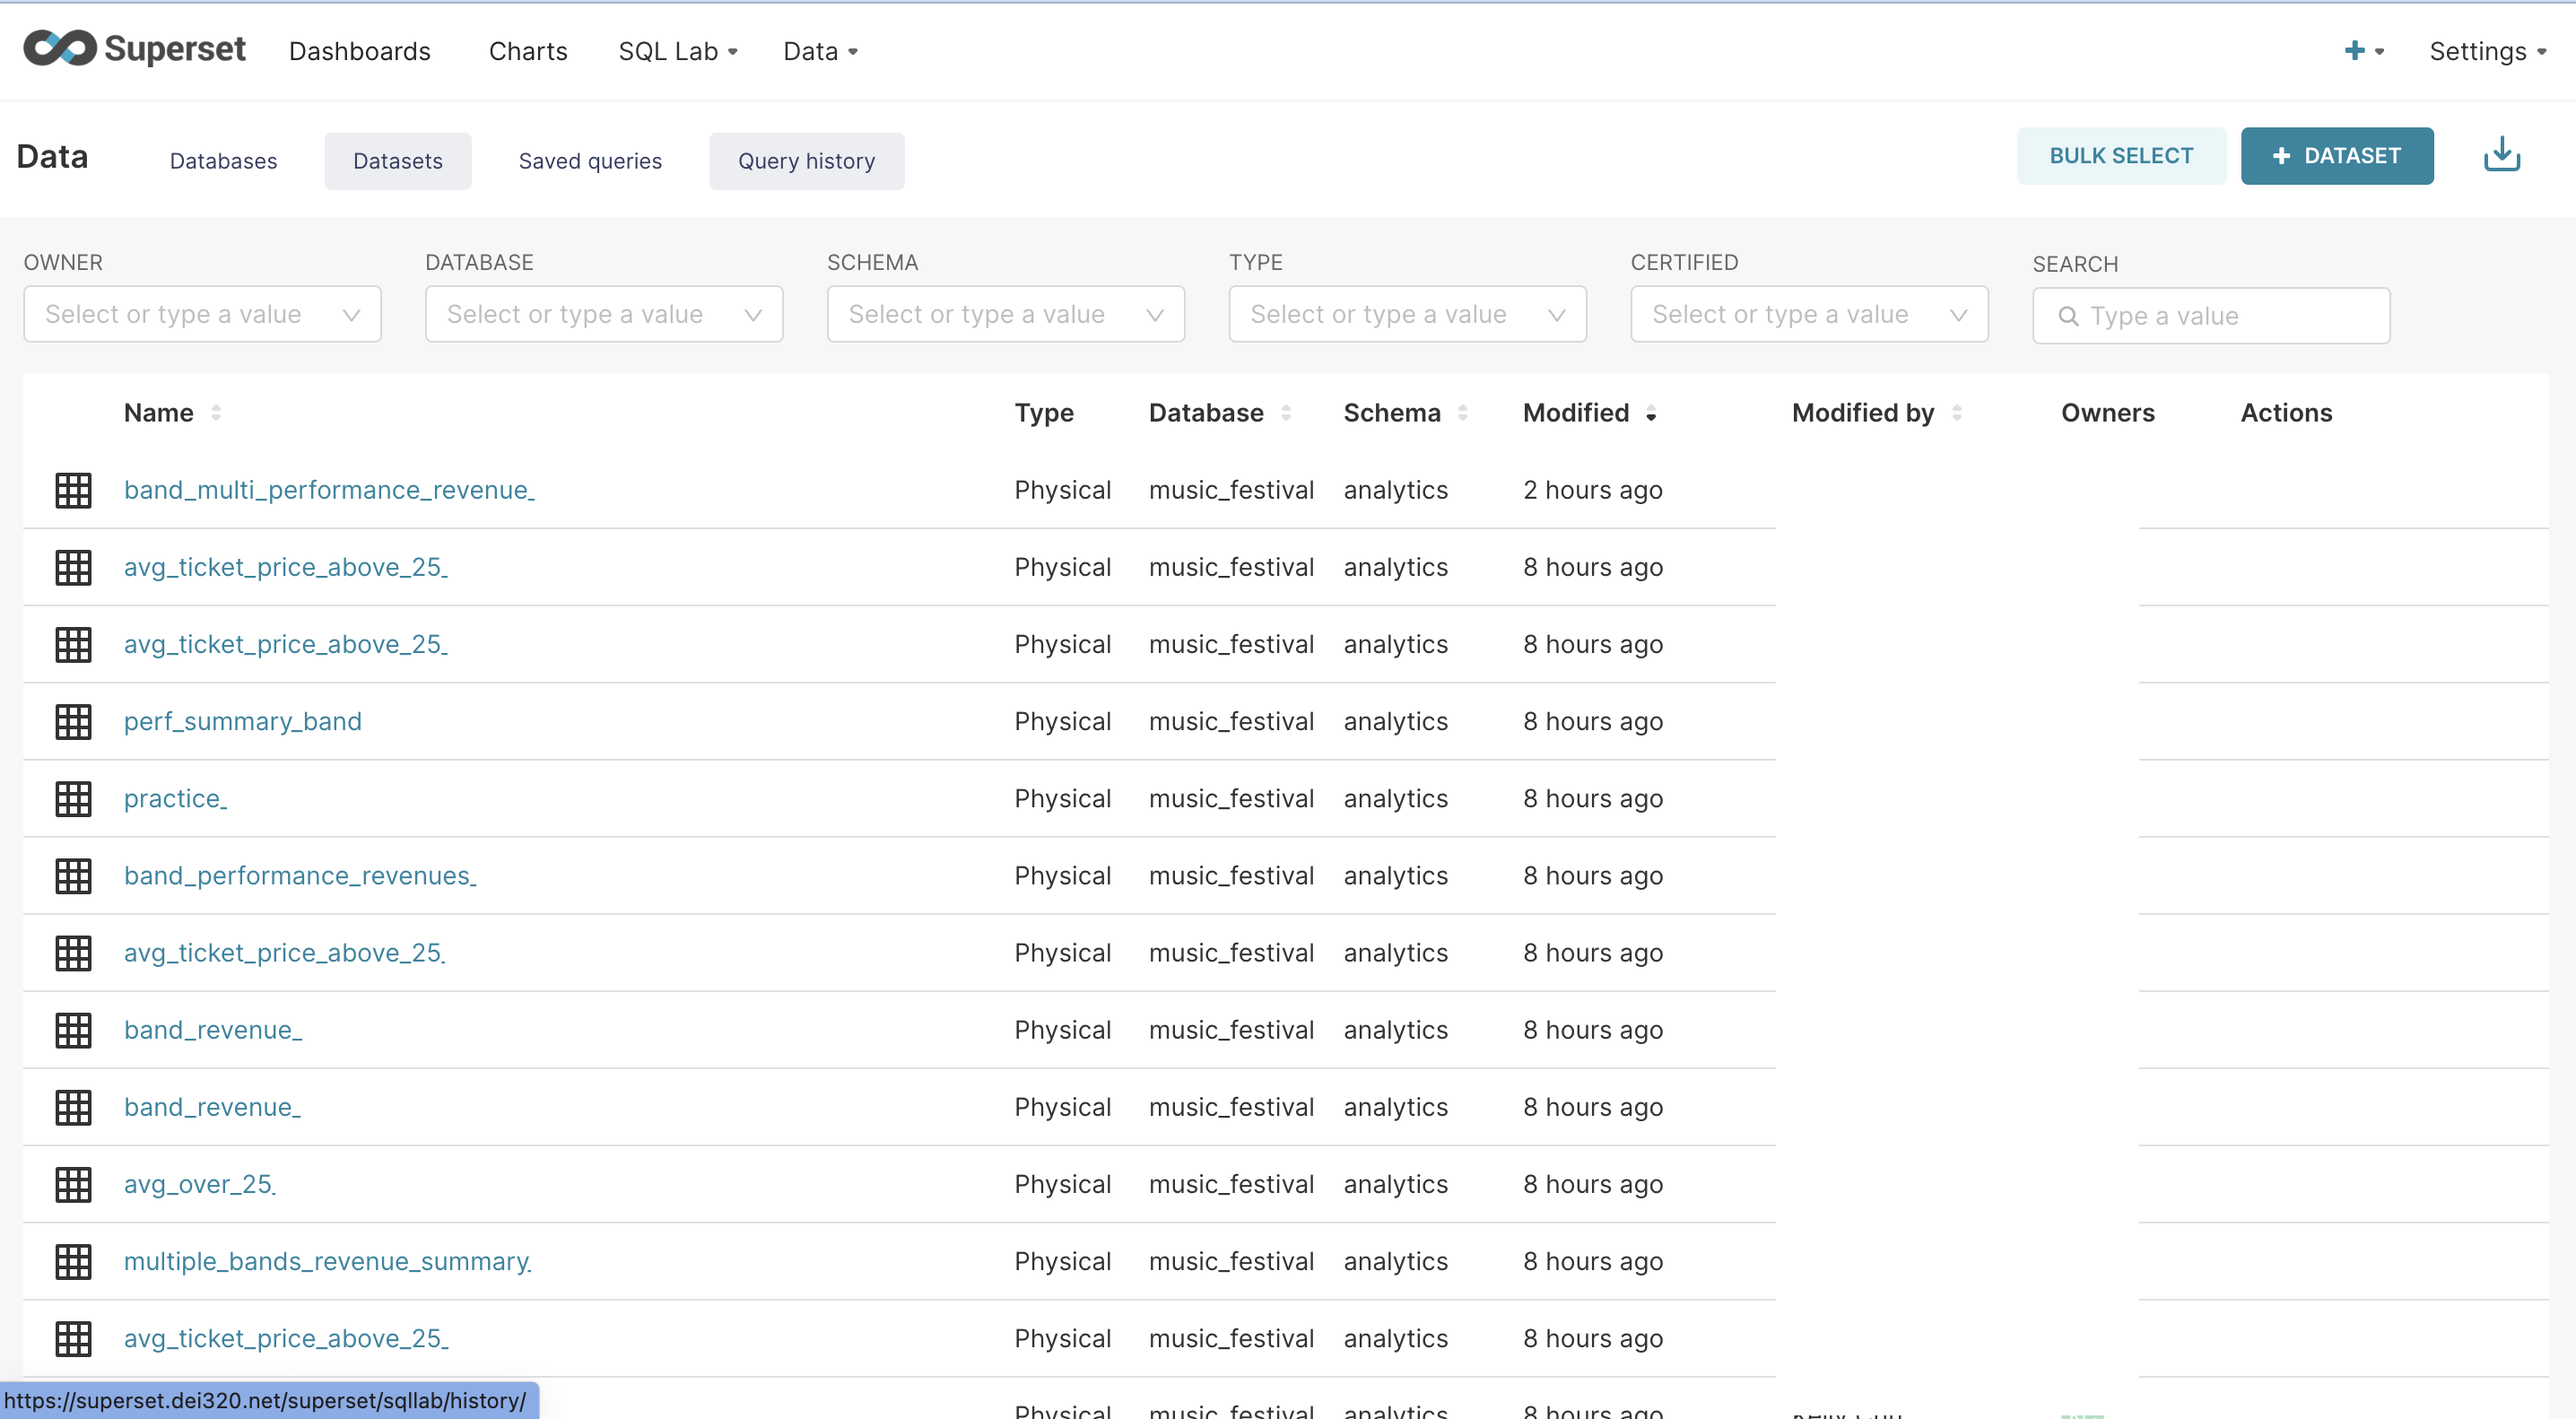 Superset Dashboards Charts SQL Lab Data Settings
Data Databases Datasets Saved queries Query history BULK SELECT + DATASET
OWNER DATABASE SCHEMA TYPE CERTIFIED SEARCH
Select or type a value Select or type a value Select or type a value Select or type a value Select or type a value Type a value
Name Type Database Schema Modified Modified by Owners Actions
band_multi_performance_revenue_ Physical music_festival analytics 2 hours ago
avg_ticket_price_above_25_ Physical music_festival analytics 8 hours ago
avg_ticket_price_above_25_ Physical music_festival analytics 8 hours ago
perf_summary_band Physical music_festival analytics 8 hours ago
practice_ Physical music_festival analytics 8 hours ago
band_performance_revenues_ Physical music_festival analytics 8 hours ago
avg_ticket_price_above_25_ Physical music_festival analytics 8 hours ago
band_revenue_ Physical music_festival analytics 8 hours ago
band_revenue_ Physical music_festival analytics 8 hours ago
avg_over_25_ Physical music_festival analytics 8 hours ago
multiple_bands_revenue_summary_ Physical music_festival analytics 8 hours ago
avg_ticket_price_above_25_ Physical music_festival analytics 8 hours ago
Physical music_festival analytics 8 hours ago
https://superset.dei320.net/superset/sqllab/history/